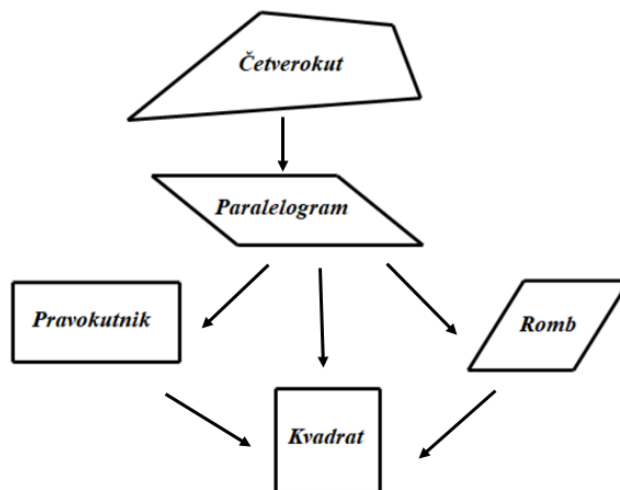 Četverokut
Paralelogram
Pravokutnik
Romb
Kvadrat